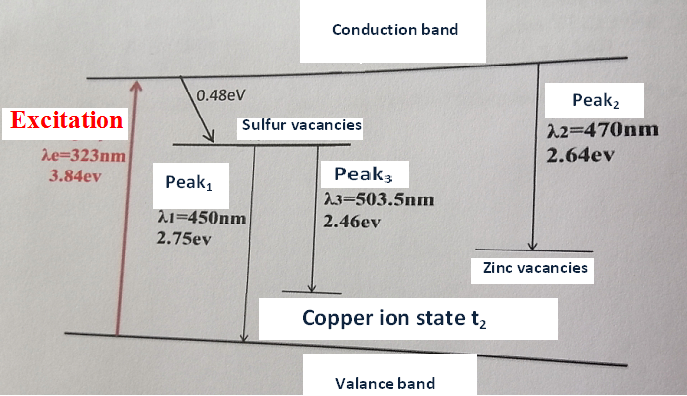 Conduction band
0.48eV
Excitation
λe=323nm
3.84ev
Sulfur vacancies
Peak₁
λ1=450nm
2.75ev
Peak₃
λ3=503.5nm
2.46ev
Peak₂
λ2=470nm
2.64ev
Zinc vacancies
Copper ion state t₂
Valance band